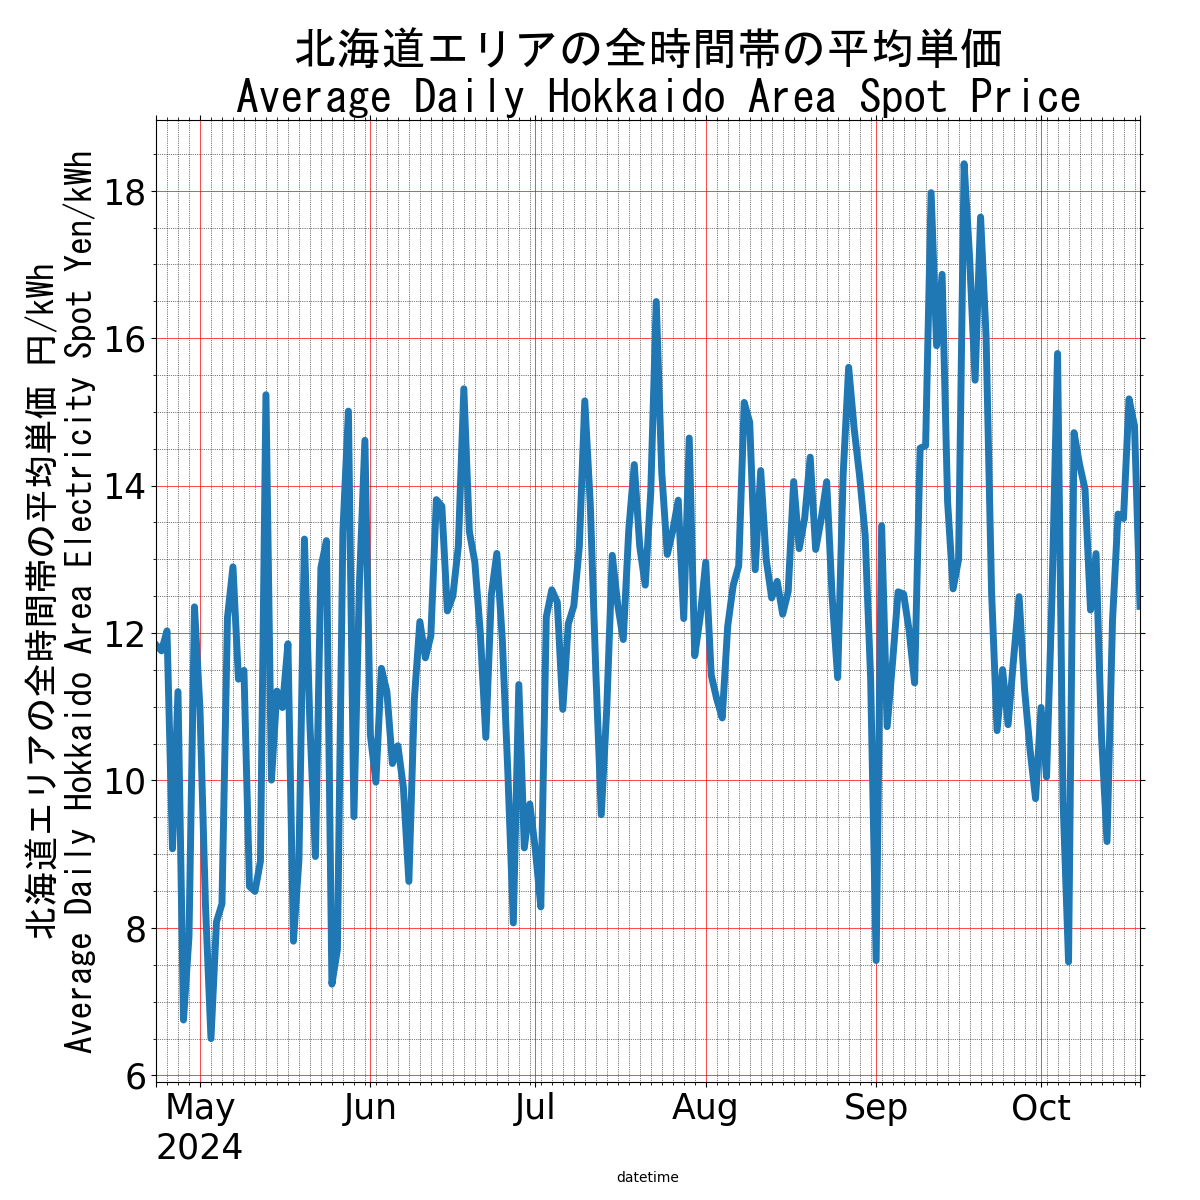 北海道エリアの全時間帯の平均単価
Average Daily Hokkaido Area Spot Price
北海道エリアの全時間帯の平均単価 円/kWh
Average Daily Hokkaido Area Electricity Spot Yen/kWh
18
16
14
12
10
8
6
May
2024
Jun
Jul
Aug
Sep
Oct
datetime